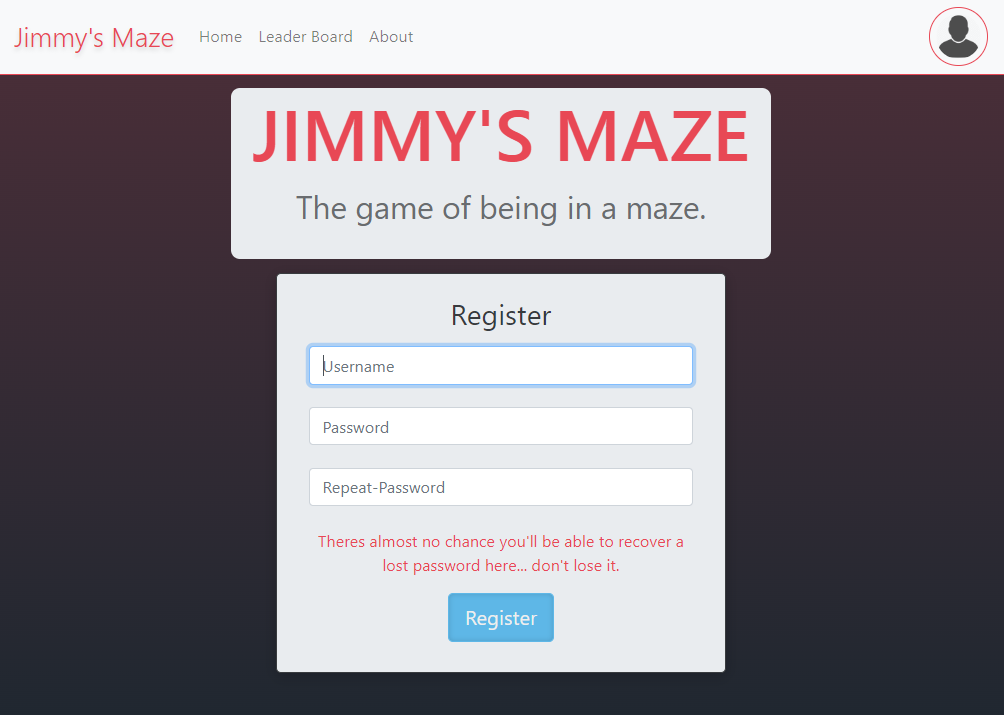 Jimmy's Maze Home Leader Board About
JIMMY'S MAZE
The game of being in a maze.
Register
Username
Password
Repeat-Password
Theres almost no chance you'll be able to recover a
lost password here... don't lose it.
Register